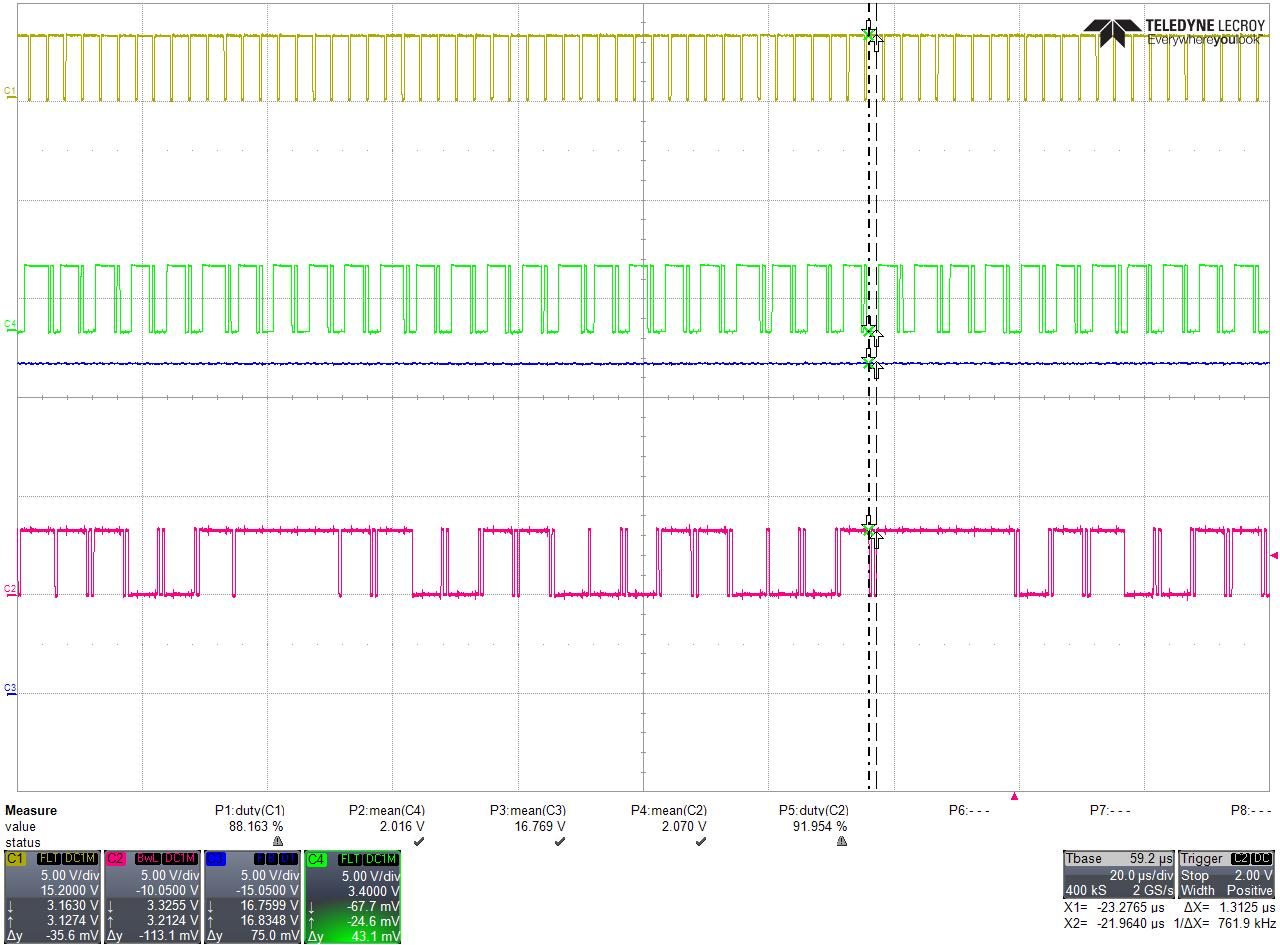 TELEDYNE LECROY
Everywhereyoulook™
C1
C4
C2
C3
Measure P1:duty(C1) P2:mean(C4) P3:mean(C3) P4:mean(C2) P5:duty(C2) P6:- - - P7:- - - P8:- - -
value 88.163 % 2.016 V 16.769 V 2.070 V 91.954 %
status
C1 FLT DC1M
5.00 V/div
15.2000 V
↓ 3.1630 V
↑ 3.1274 V
Δy -35.6 mV
C2 BwL DC1M
5.00 V/div
-10.0500 V
3.3255 V
3.2124 V
Δy -113.1 mV
C3
5.00 V/div
-15.0500 V
↓ 16.7599 V
↑ 16.8348 V
Δy 75.0 mV
C4 FLT DC1M
5.00 V/div
3.4000 V
↓ -67.7 mV
↑ -24.6 mV
Δy 43.1 mV
Tbase 59.2 µs
20.0 µs/div
400 kS 2 GS/s
Trigger C2 DC
Stop 2.00 V
Width Positive
X1= -23.2765 µs ΔX= 1.3125 µs
X2= -21.9640 µs 1/ΔX= 761.9 kHz